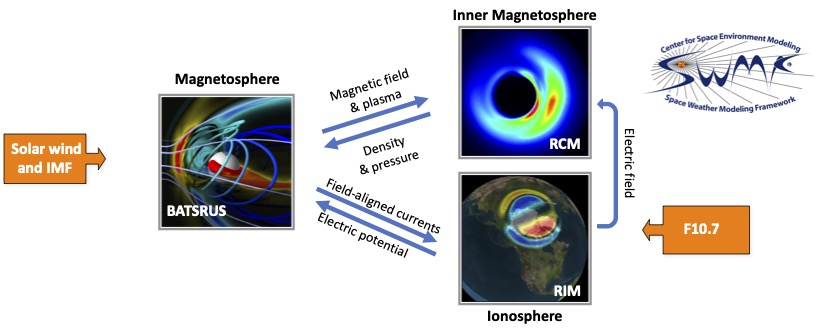 Inner Magnetosphere
Center for Space Environment Modeling
SWMF
Space Weather Modeling Framework
Magnetosphere
Magnetic field
& plasma
RCM
Density
& pressure
Solar wind
and IMF
BATSRUS
Electric field
Field-aligned currents
Electric potential
F10.7
RIM
Ionosphere